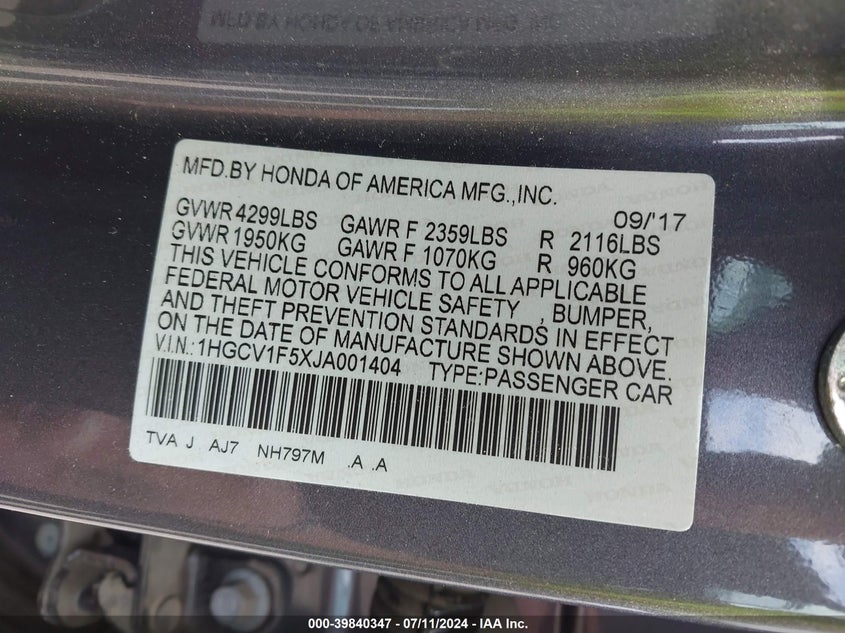 MFD.BY HONDA OF AMERICA MFG.,INC.
09/'17
GVWR 4299LBS GAWR F 2359LBS R 2116LBS
GVWR 1950KG GAWR F 1070KG R 960KG
THIS VEHICLE CONFORMS TO ALL APPLICABLE
FEDERAL MOTOR VEHICLE SAFETY , BUMPER,
AND THEFT PREVENTION STANDARDS IN EFFECT
ON THE DATE OF MANUFACTURE SHOWN ABOVE.
V.I.N.:1HGCV1F5XJA001404 TYPE:PASSENGER CAR
TVA J AJ7 NH797M .A .A
000-39840347 - 07/11/2024 - IAAI Inc.